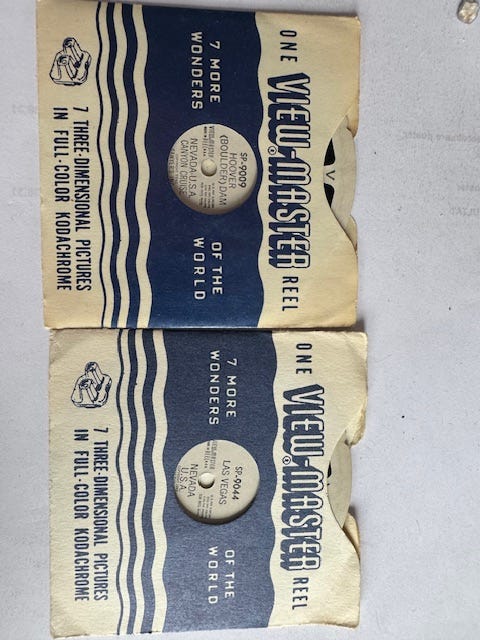 ONE
VIEW-MASTER
REEL
7 MORE
WONDERS
OF THE
WORLD
SP-9009
HOOVER
(BOULDER) DAM
NEVADA-U.S.A.
CANYON CRUISE
7 THREE-DIMENSIONAL PICTURES
IN FULL-COLOR KODACHROME
ONE
VIEW-MASTER
REEL
7 MORE
WONDERS
OF THE
WORLD
SP-9044
LAS VEGAS
NEVADA
U.S.A.
7 THREE-DIMENSIONAL PICTURES
IN FULL-COLOR KODACHROME